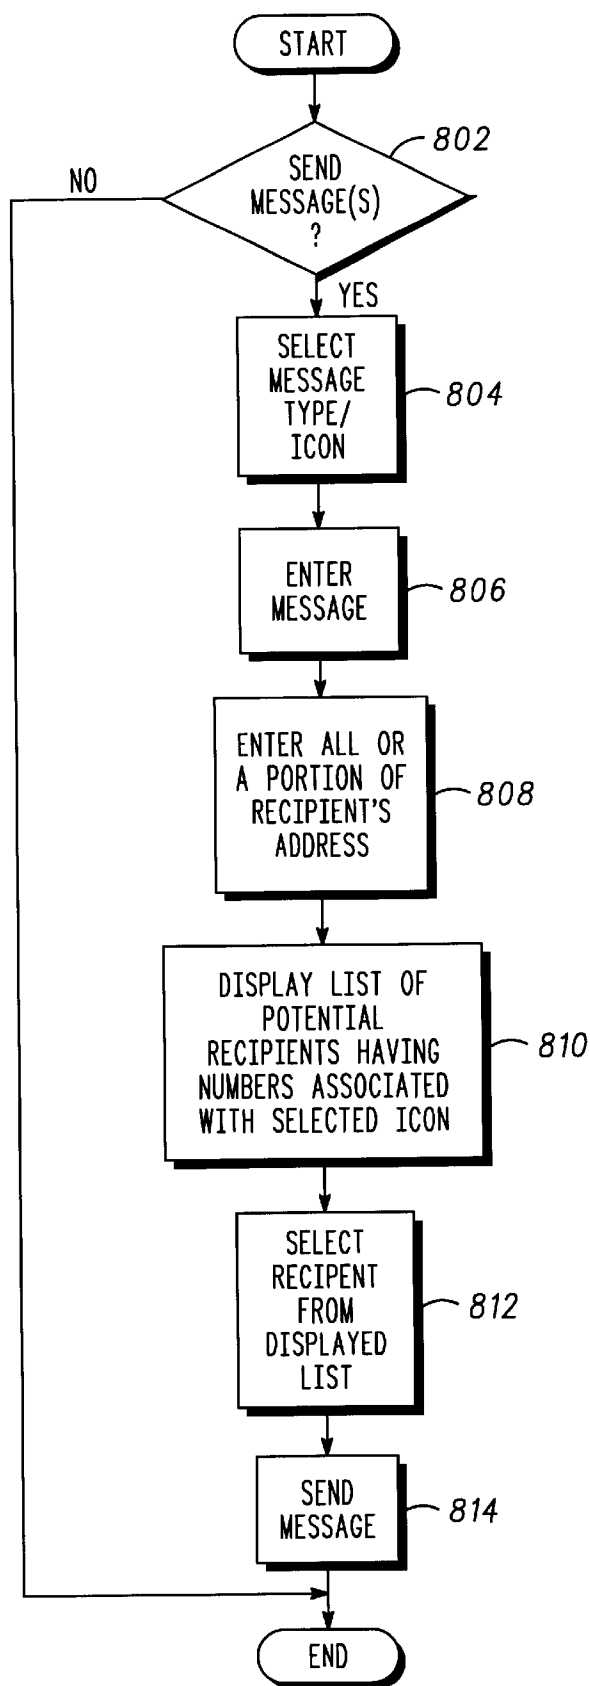 START
802
SEND
MESSAGE(S)
?
NO
YES
SELECT
MESSAGE
TYPE/
ICON
804
ENTER
MESSAGE
806
ENTER ALL OR
A PORTION OF
RECIPIENT'S
ADDRESS
808
DISPLAY LIST OF
POTENTIAL
RECIPIENTS HAVING
NUMBERS ASSOCIATED
WITH SELECTED ICON
810
SELECT
RECIPENT
FROM
DISPLAYED
LIST
812
SEND
MESSAGE
814
END